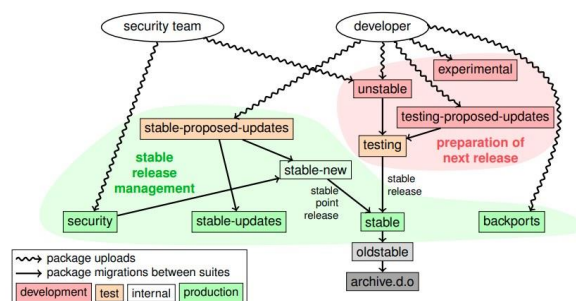 security team
developer
experimental
unstable
testing-proposed-updates
stable-proposed-updates
testing
preparation of
next release
stable
release
management
stable-new
stable
point
release
stable
release
security
stable-updates
stable
backports
oldstable
archive.d.o
package uploads
package migrations between suites
development
test
internal
production